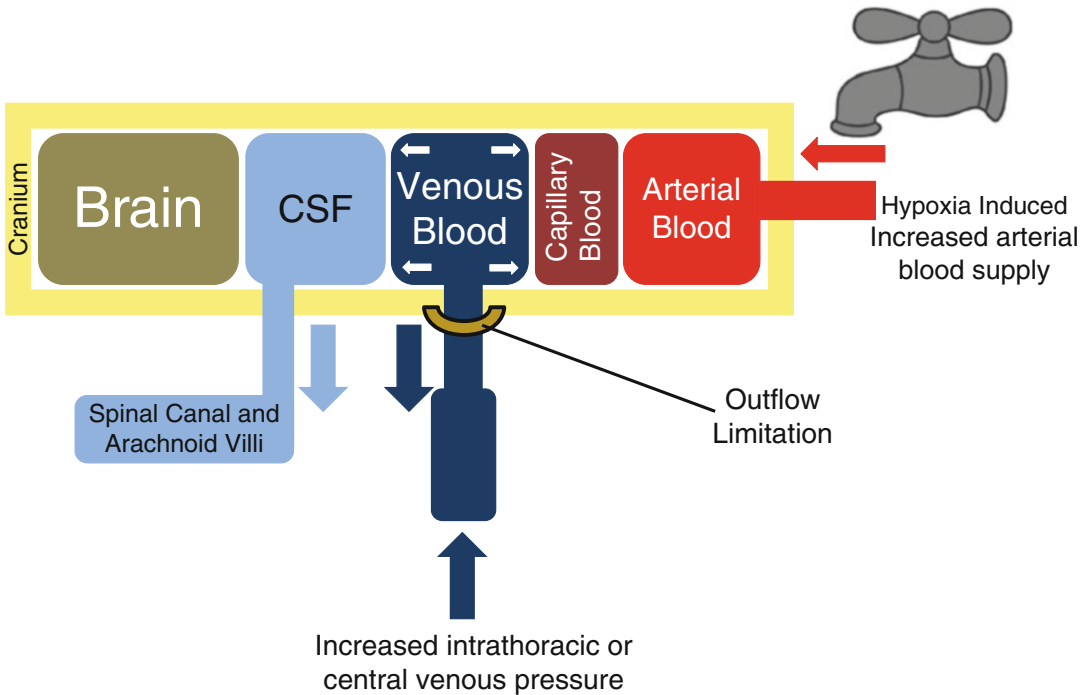 Cranium
Brain
CSF
Venous
Blood
Capillary
Blood
Arterial
Blood
Hypoxia Induced
Increased arterial
blood supply
Spinal Canal and
Arachnoid Villi
Outflow
Limitation
Increased intrathoracic or
central venous pressure